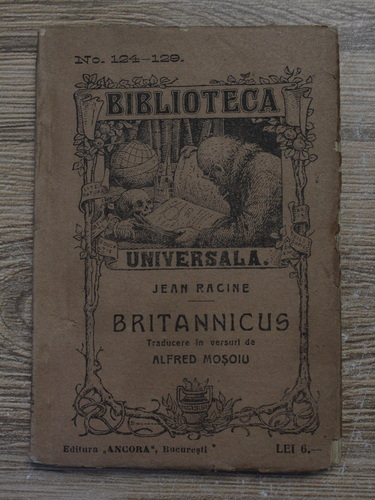 No. 124-129.
BIBLIOTECA
UNIVERSALA.
JEAN RACINE
BRITANNICUS
Traducere în versuri de
ALFRED MOȘOIU
Editura „ANCORA", București
LEI 6,—